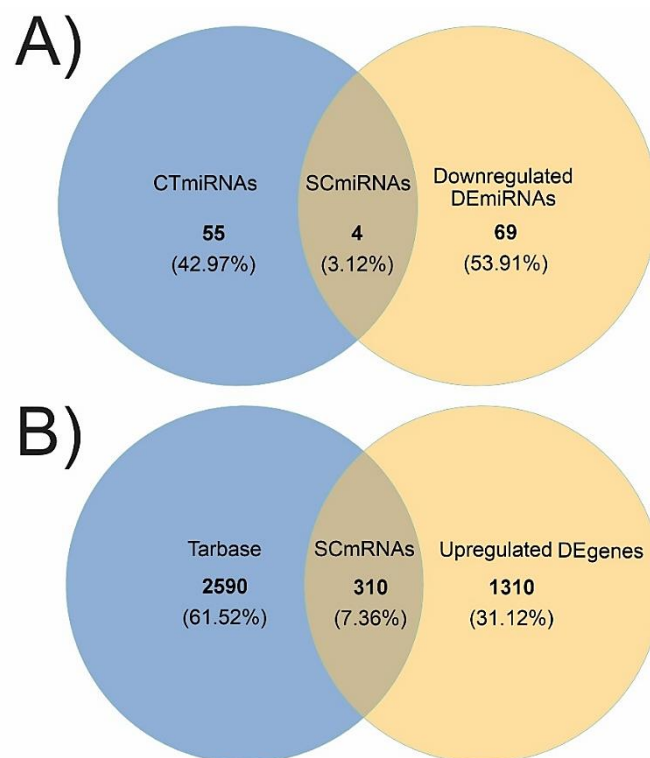 A)
CTmiRNAs
55
(42.97%)
SCmiRNAs
4
(3.12%)
Downregulated
DEmiRNAs
69
(53.91%)
B)
Tarbase
2590
(61.52%)
SCmRNAs
310
(7.36%)
Upregulated DEgenes
1310
(31.12%)